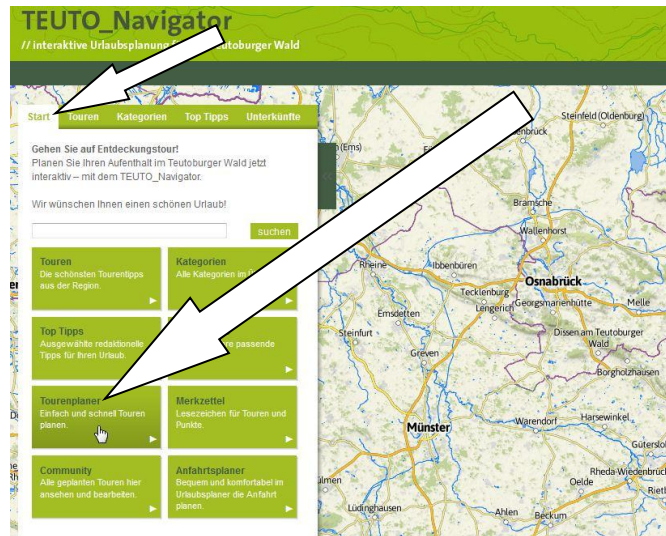 TEUTO_Navigator
// interaktive Urlaubsplanung Teutoburger Wald
Start Touren Kategorien Top Tipps Unterkünfte
Gehen Sie auf Entdeckungstour!
Planen Sie Ihren Aufenthalt im Teutoburger Wald jetzt
interaktiv – mit dem TEUTO_Navigator.
Wir wünschen Ihnen einen schönen Urlaub!
suchen
Touren
Die schönsten Tourentipps
aus der Region.
Kategorien
Alle Kategorien im
Top Tipps
Ausgewählte redaktionelle
Tipps für Ihren Urlaub.
passende
Tourenplaner
Einfach und schnell Touren
planen.
Merkzettel
Lesezeichen für Touren und
Punkte.
Community
Alle geplanten Touren hier
ansehen und bearbeiten.
Anfahrtsplaner
Bequem und komfortabel im
Urlaubsplaner die Anfahrt
planen.
Steinfeld (Oldenburg)
(Ems)
Bramsche
Wallenhorst
Rheine
Ibbenbüren
Osnabrück
Tecklenburg
Lengerich
Georgsmarienhütte
Melle
Emsdetten
Steinfurt
Dissen am Teutoburger
Wald
Greven
Borgholzhausen
Münster
Warendorf
Harsewinkel
Gütersloh
Rheda-Wiedenbrück
Oelde
Riet
Lüdinghausen
Ahlen
Beckum